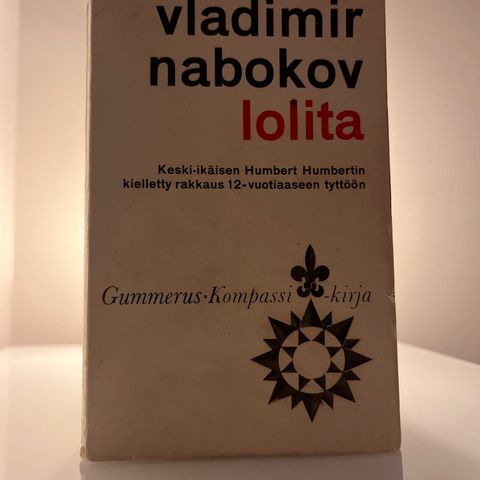 vladimir
nabokov
lolita
Keski-ikäisen Humbert Humbertin
kielletty rakkaus 12-vuotiaaseen tyttöön
Gummerus·Kompassi -kirja